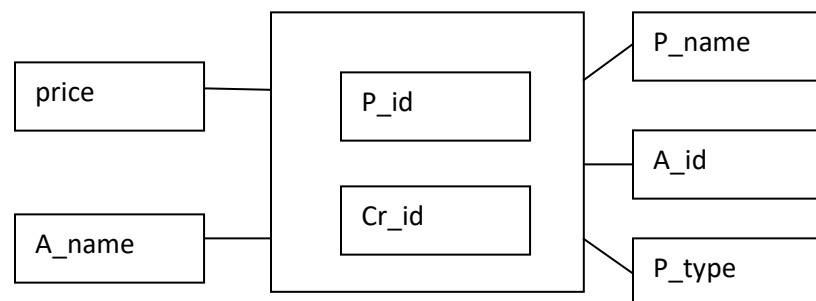 price
A_name
P_id
Cr_id
P_name
A_id
P_type